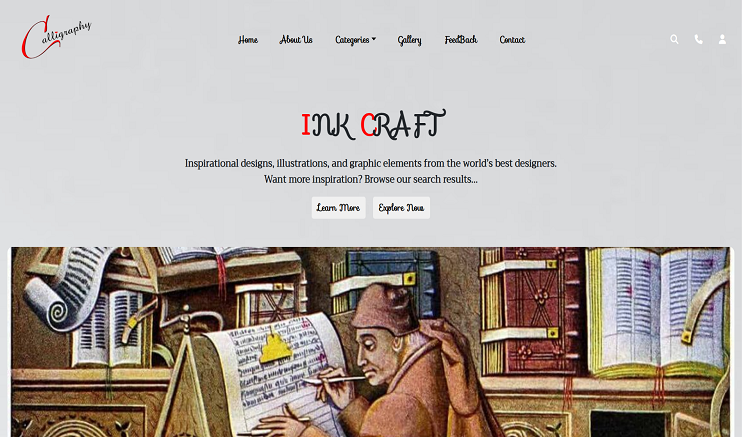 Calligraphy
Home About Us Categories Gallery FeedBack Contact
INK CRAFT
Inspirational designs, illustrations, and graphic elements from the world's best designers.
Want more inspiration? Browse our search results...
Learn More Explore Now